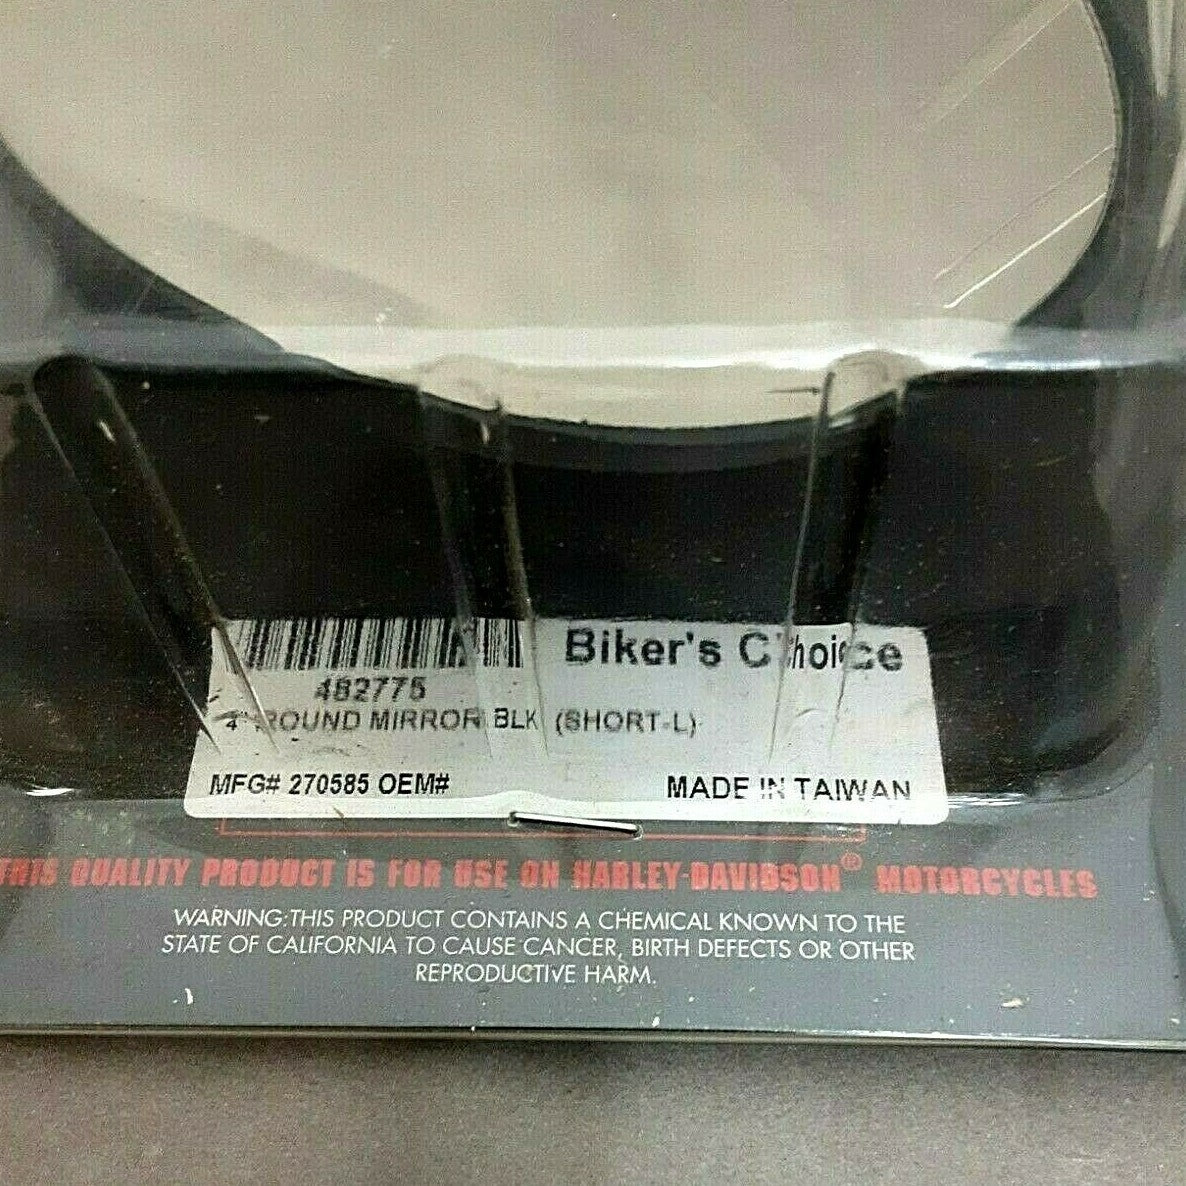 Biker's Choice
482775
4" ROUND MIRROR BLK (SHORT-L)
MFG# 270585 OEM# MADE IN TAIWAN
THIS QUALITY PRODUCT IS FOR USE ON HARLEY-DAVIDSON® MOTORCYCLES
WARNING:THIS PRODUCT CONTAINS A CHEMICAL KNOWN TO THE
STATE OF CALIFORNIA TO CAUSE CANCER, BIRTH DEFECTS OR OTHER
REPRODUCTIVE HARM.